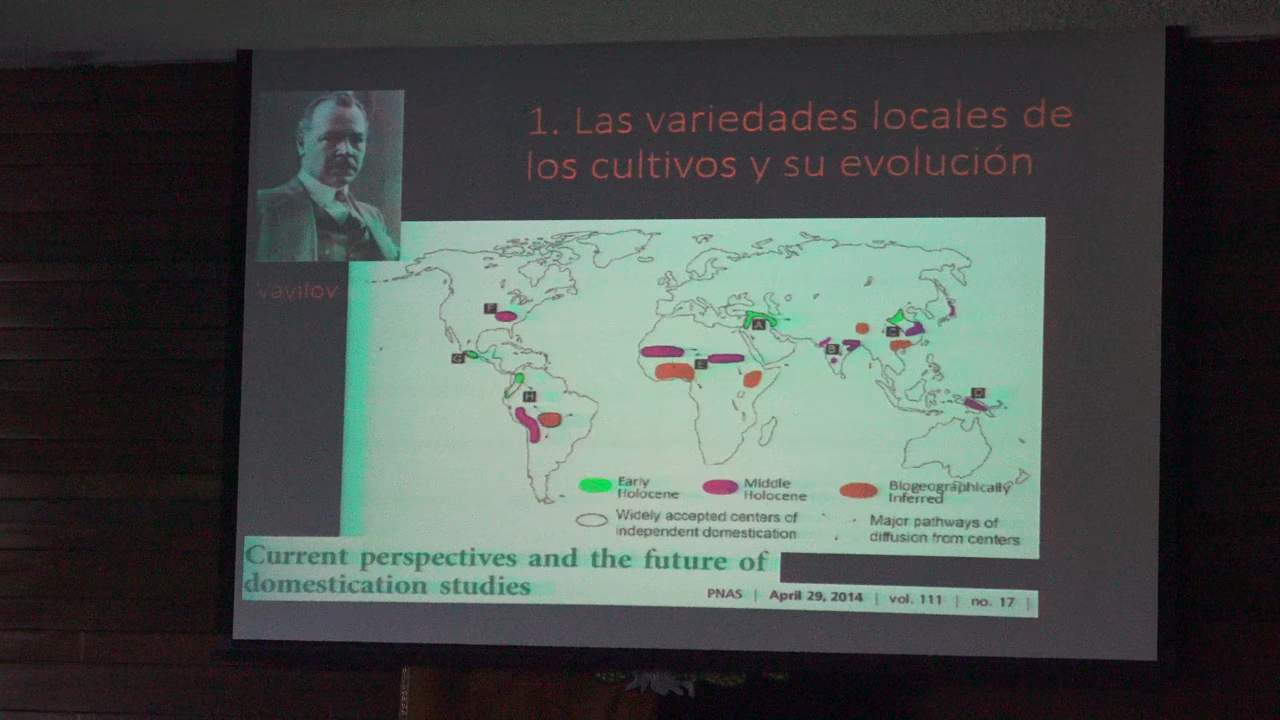 1. Las variedades locales de
los cultivos y su evolución
vavilov
F
G
H
E
A
B
C
D
Early
Holocene
Middle
Holocene
Biogeographically
Inferred
Widely accepted centers of
independent domestication
Major pathways of
diffusion from centers
Current perspectives and the future of
domestication studies
PNAS | April 29, 2014 | vol. 111 | no. 17 |